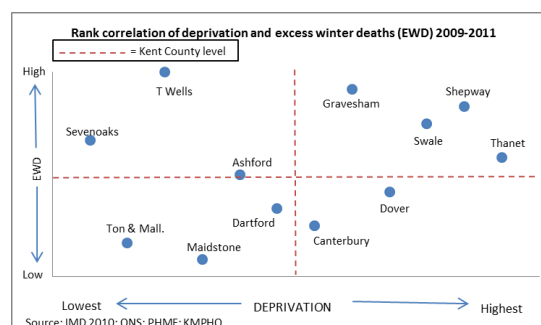 Rank correlation of deprivation and excess winter deaths (EWD) 2009-2011
= Kent County level
High
T Wells
Gravesham
Shepway
Swale
Sevenoaks
Thanet
EWD
Ashford
Dover
Dartford
Ton & Mall.
Canterbury
Maidstone
Low
Lowest
DEPRIVATION
Highest
Source: IMD 2010; ONS; PHMF; KMPHO